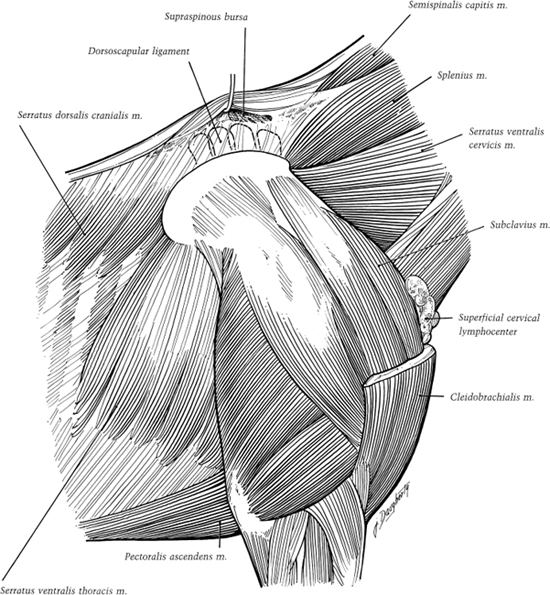 Semispinalis capitis m.
Supraspinous bursa
Dorsoscapular ligament
Splenius m.
Serratus dorsalis cranialis m.
Serratus ventralis
cervicis m.
Subclavius m.
Superficial cervical
lymphocenter
Cleidobrachialis m.
Pectoralis ascendens m.
Serratus ventralis thoracis m.